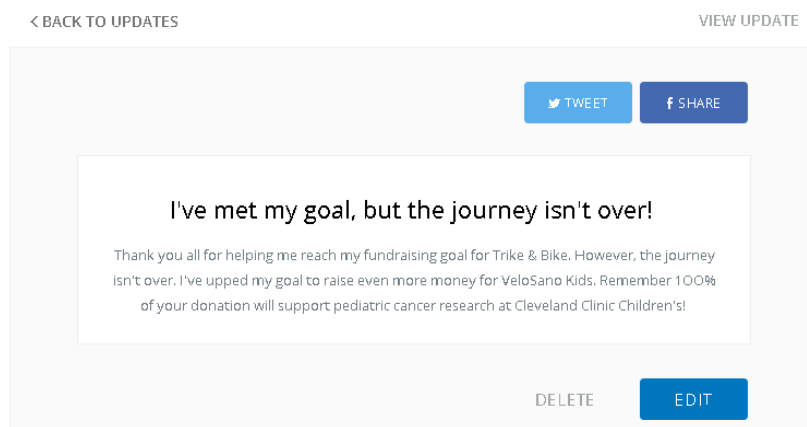 < BACK TO UPDATES
VIEW UPDATE
TWEET
SHARE
I've met my goal, but the journey isn't over!
Thank you all for helping me reach my fundraising goal for Trike & Bike. However, the journey
isn't over. I've upped my goal to raise even more money for VeloSano Kids. Remember 100%
of your donation will support pediatric cancer research at Cleveland Clinic Children's!
DELETE
EDIT